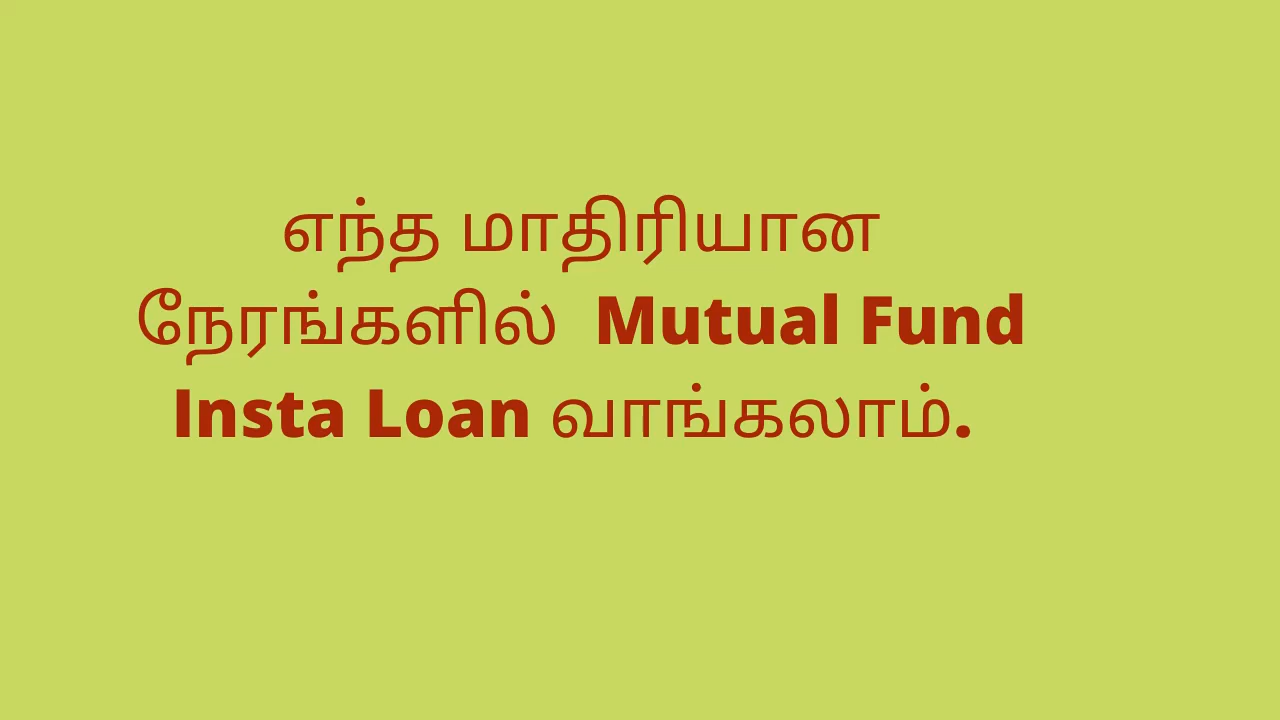 எந்த மாதிரியான
நேரங்களில் Mutual Fund
Insta Loan வாங்கலாம்.